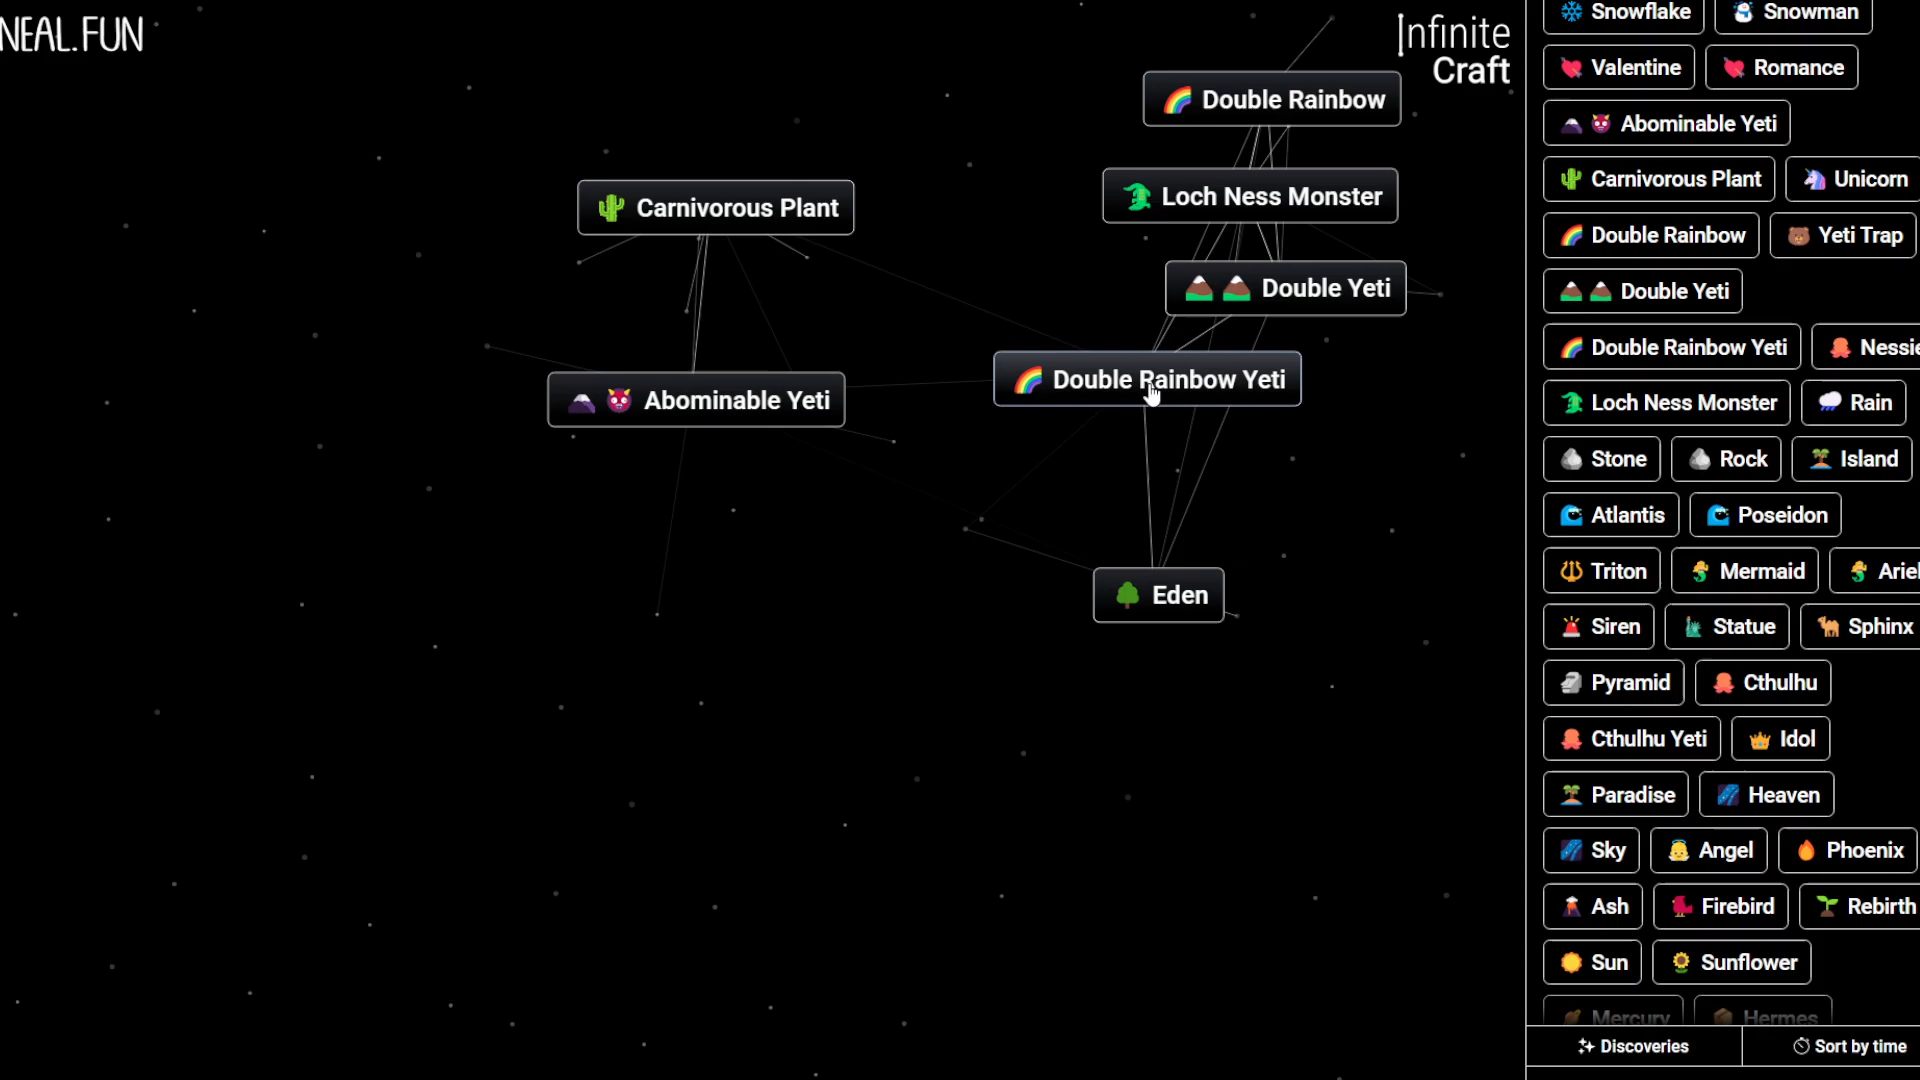 NEAL.FUN
Infinite
Craft
Double Rainbow
Carnivorous Plant
Loch Ness Monster
Double Yeti
Double Rainbow Yeti
Abominable Yeti
Eden
Snowflake Snowman
Valentine Romance
Abominable Yeti
Carnivorous Plant Unicorn
Double Rainbow Yeti Trap
Double Yeti
Double Rainbow Yeti Nessie
Loch Ness Monster Rain
Stone Rock Island
Atlantis Poseidon
Triton Mermaid Ariel
Siren Statue Sphinx
Pyramid Cthulhu
Cthulhu Yeti Idol
Paradise Heaven
Sky Angel Phoenix
Ash Firebird Rebirth
Sun Sunflower
Mercury Hermes
Discoveries Sort by time